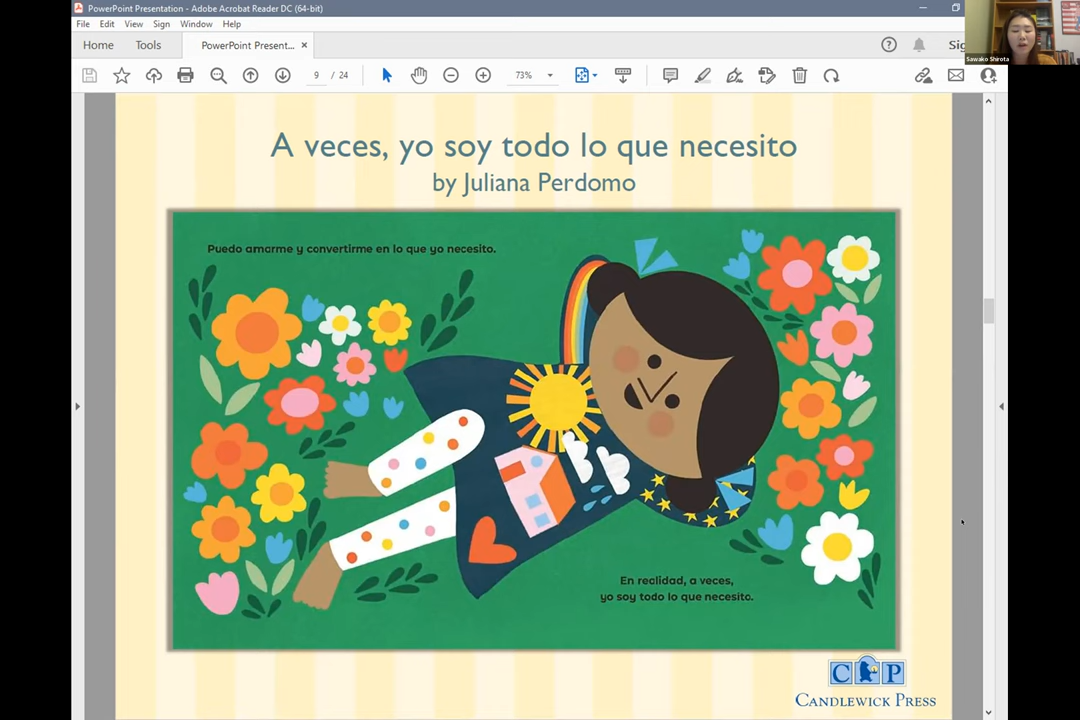 PowerPoint Presentation - Adobe Acrobat Reader DC (64-bit)
File Edit View Sign Window Help
Home Tools PowerPoint Present... ×
9 / 24
73%
Sawako Shirota
A veces, yo soy todo lo que necesito
by Juliana Perdomo
Puedo amarme y convertirme en lo que yo necesito.
En realidad, a veces,
yo soy todo lo que necesito.
C P
CANDLEWICK PRESS